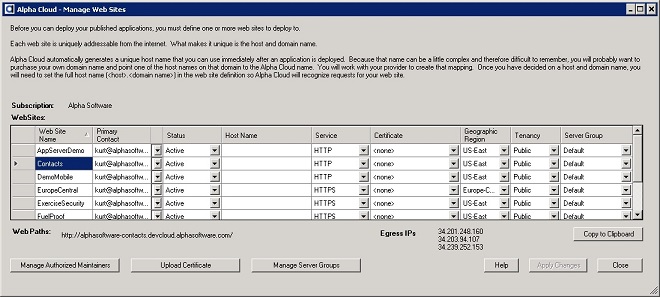 Alpha Cloud - Manage Web Sites
Before you can deploy your published applications, you must define one or more web sites to deploy to.
Each web site is uniquely addressable from the internet. What makes it unique is the host and domain name.
Alpha Cloud automatically generates a unique host name that you can use immediately after an application is deployed. Because that name can be a little complex and therefore difficult to remember, you will probably want to
purchase your own domain name and point one of the host names on that domain to the Alpha Cloud name. You will work with your provider to create that mapping. Once you have decided on a host and domain name, you
will need to set the full host name (<host>.<domain name>) in the web site definition so Alpha Cloud will recognize requests for your web site.
Subscription: Alpha Software
WebSites:
Web Site Name Primary Contact Status Host Name Service Certificate Geographic Region Tenancy Server Group
AppServerDemo kurt@alphasoftw... Active HTTP <none> US-East Public Default
Contacts kurt@alphasoftw... Active HTTP <none> US-East Public Default
DemoMobile kurt@alphasoftw... Active HTTP <none> US-East Public Default
EuropeCentral kurt@alphasoftw... Active HTTPS <none> Europe-C... Public Default
ExerciseSecurity kurt@alphasoftw... Active HTTPS <none> US-East Public Default
FuelProof kurt@alphasoftw... Active HTTPS <none> US-East Public Default
Web Paths: http://alphasoftware-contacts.devcloud.alphasoftware.com/ Egress IPs 34.201.248.160
34.203.94.107
34.239.252.153
Copy to Clipboard
Manage Authorized Maintainers Upload Certificate Manage Server Groups Help Apply Changes Close